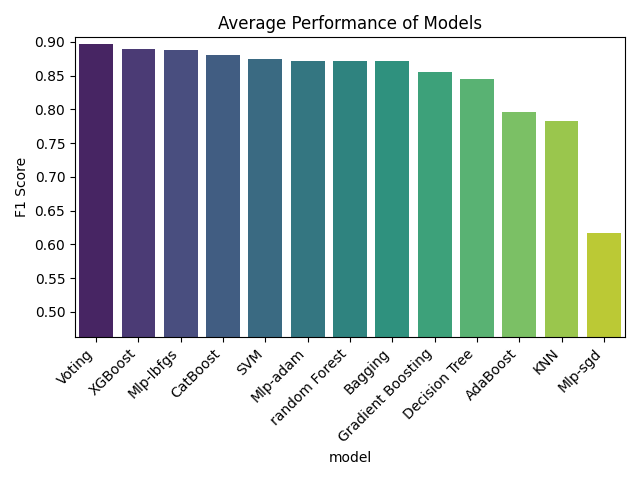 Average Performance of Models
F1 Score
0.90
0.85
0.80
0.75
0.70
0.65
0.60
0.55
0.50
Voting
XGBoost
Mlp-lbfgs
CatBoost
SVM
Mlp-adam
random Forest
Bagging
Gradient Boosting
Decision Tree
AdaBoost
KNN
Mlp-sgd
model